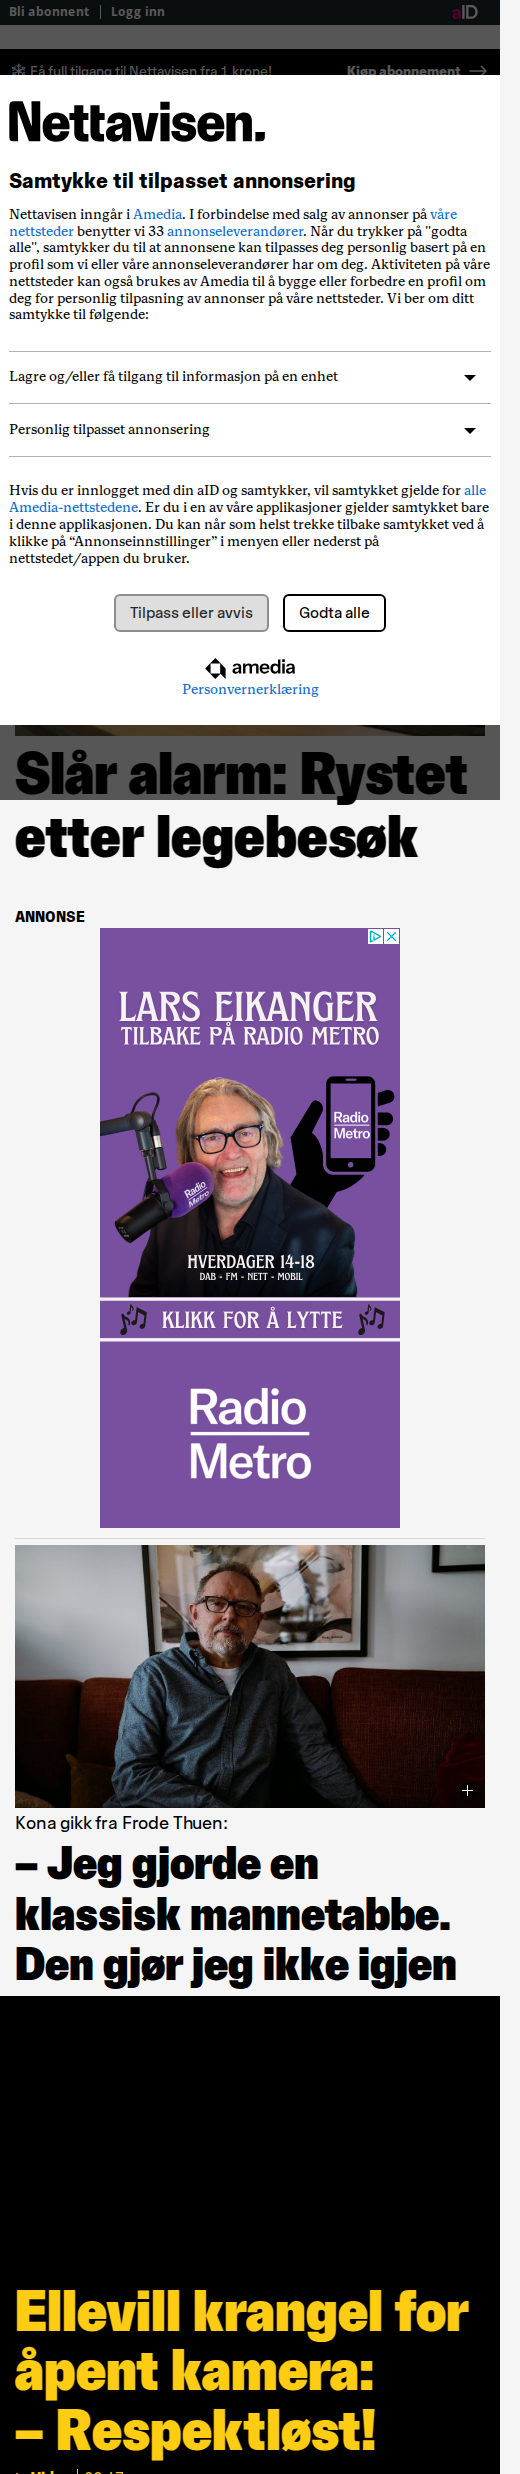 Bli abonnent | Logg inn
aID
Få full tilgang til Nettavisen fra 1 krone! Kjøp abonnement
Nettavisen.
Samtykke til tilpasset annonsering
Nettavisen inngår i Amedia. I forbindelse med salg av annonser på våre
nettsteder benytter vi 33 annonseleverandører. Når du trykker på "godta
alle", samtykker du til at annonsene kan tilpasses deg personlig basert på en
profil som vi eller våre annonseleverandører har om deg. Aktiviteten på våre
nettsteder kan også brukes av Amedia til å bygge eller forbedre en profil om
deg for personlig tilpasning av annonser på våre nettsteder. Vi ber om ditt
samtykke til følgende:
Lagre og/eller få tilgang til informasjon på en enhet
Personlig tilpasset annonsering
Hvis du er innlogget med din aID og samtykker, vil samtykket gjelde for alle
Amedia-nettstedene. Er du i en av våre applikasjoner gjelder samtykket bare
i denne applikasjonen. Du kan når som helst trekke tilbake samtykket ved å
klikke på “Annonseinnstillinger” i menyen eller nederst på
nettstedet/appen du bruker.
Tilpass eller avvis
Godta alle
amedia
Personvernerklæring
Slår alarm: Rystet
etter legebesøk
ANNONSE
LARS EIKANGER
TILBAKE PÅ RADIO METRO
Radio
Metro
Radio
Metro
HVERDAGER 14-18
DAB - FM - NETT - MOBIL
KLIKK FOR Å LYTTE
Radio
Metro
Kona gikk fra Frode Thuen:
– Jeg gjorde en
klassisk mannetabbe.
Den gjør jeg ikke igjen
Ellevill krangel for
åpent kamera:
– Respektløst!